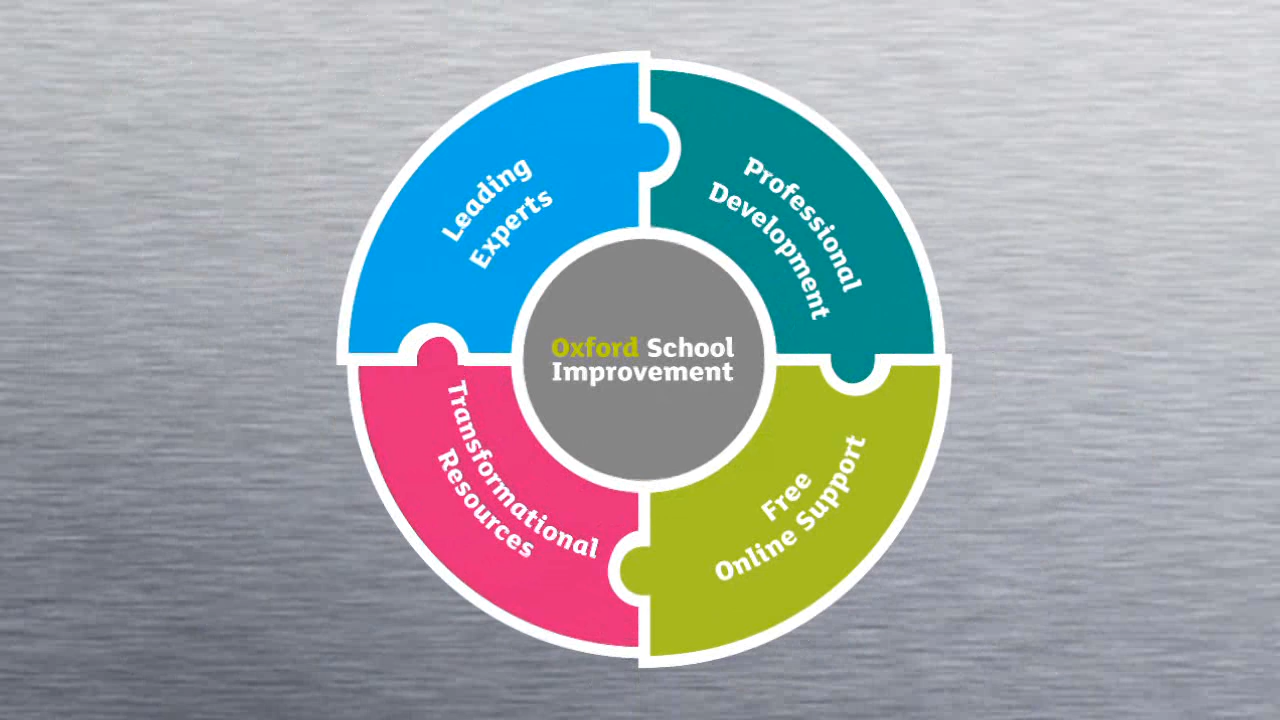 Leading
Experts
Professional
Development
Oxford School
Improvement
Transformational
Resources
Free
Online Support